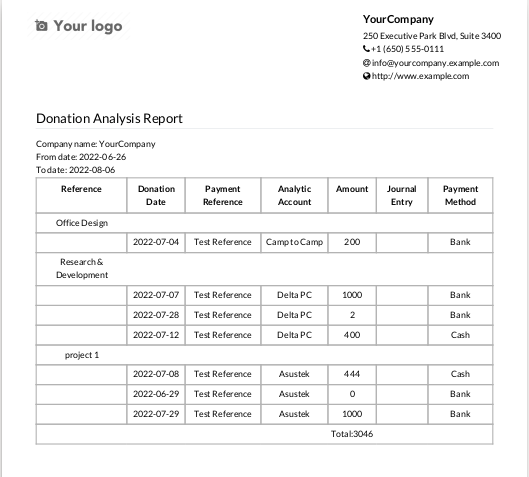 Your logo
YourCompany
250 Executive Park Blvd, Suite 3400
+1 (650) 555-0111
@info@yourcompany.example.com
http://www.example.com
Donation Analysis Report
Company name: YourCompany
From date: 2022-06-26
To date: 2022-08-06
Reference Donation Date Payment Reference Analytic Account Amount Journal Entry Payment Method
Office Design
2022-07-04 Test Reference Camp to Camp 200 Bank
Research & Development
2022-07-07 Test Reference Delta PC 1000 Bank
2022-07-28 Test Reference Delta PC 2 Bank
2022-07-12 Test Reference Delta PC 400 Cash
project 1
2022-07-08 Test Reference Asustek 444 Cash
2022-06-29 Test Reference Asustek 0 Bank
2022-07-29 Test Reference Asustek 1000 Bank
Total:3046